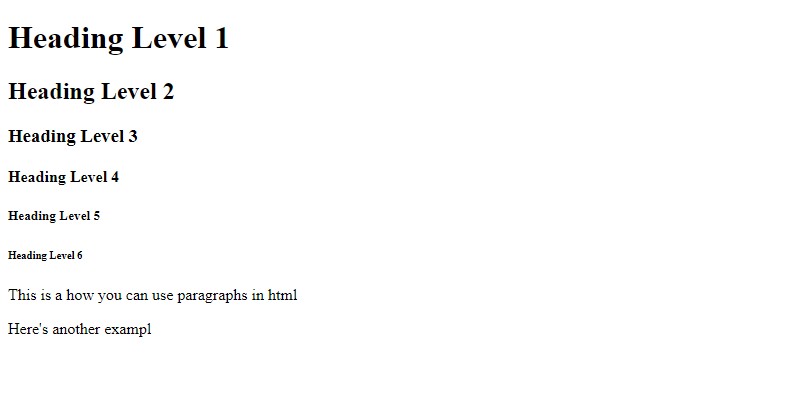 Heading Level 1
Heading Level 2
Heading Level 3
Heading Level 4
Heading Level 5
Heading Level 6
This is a how you can use paragraphs in html
Here's another exampl